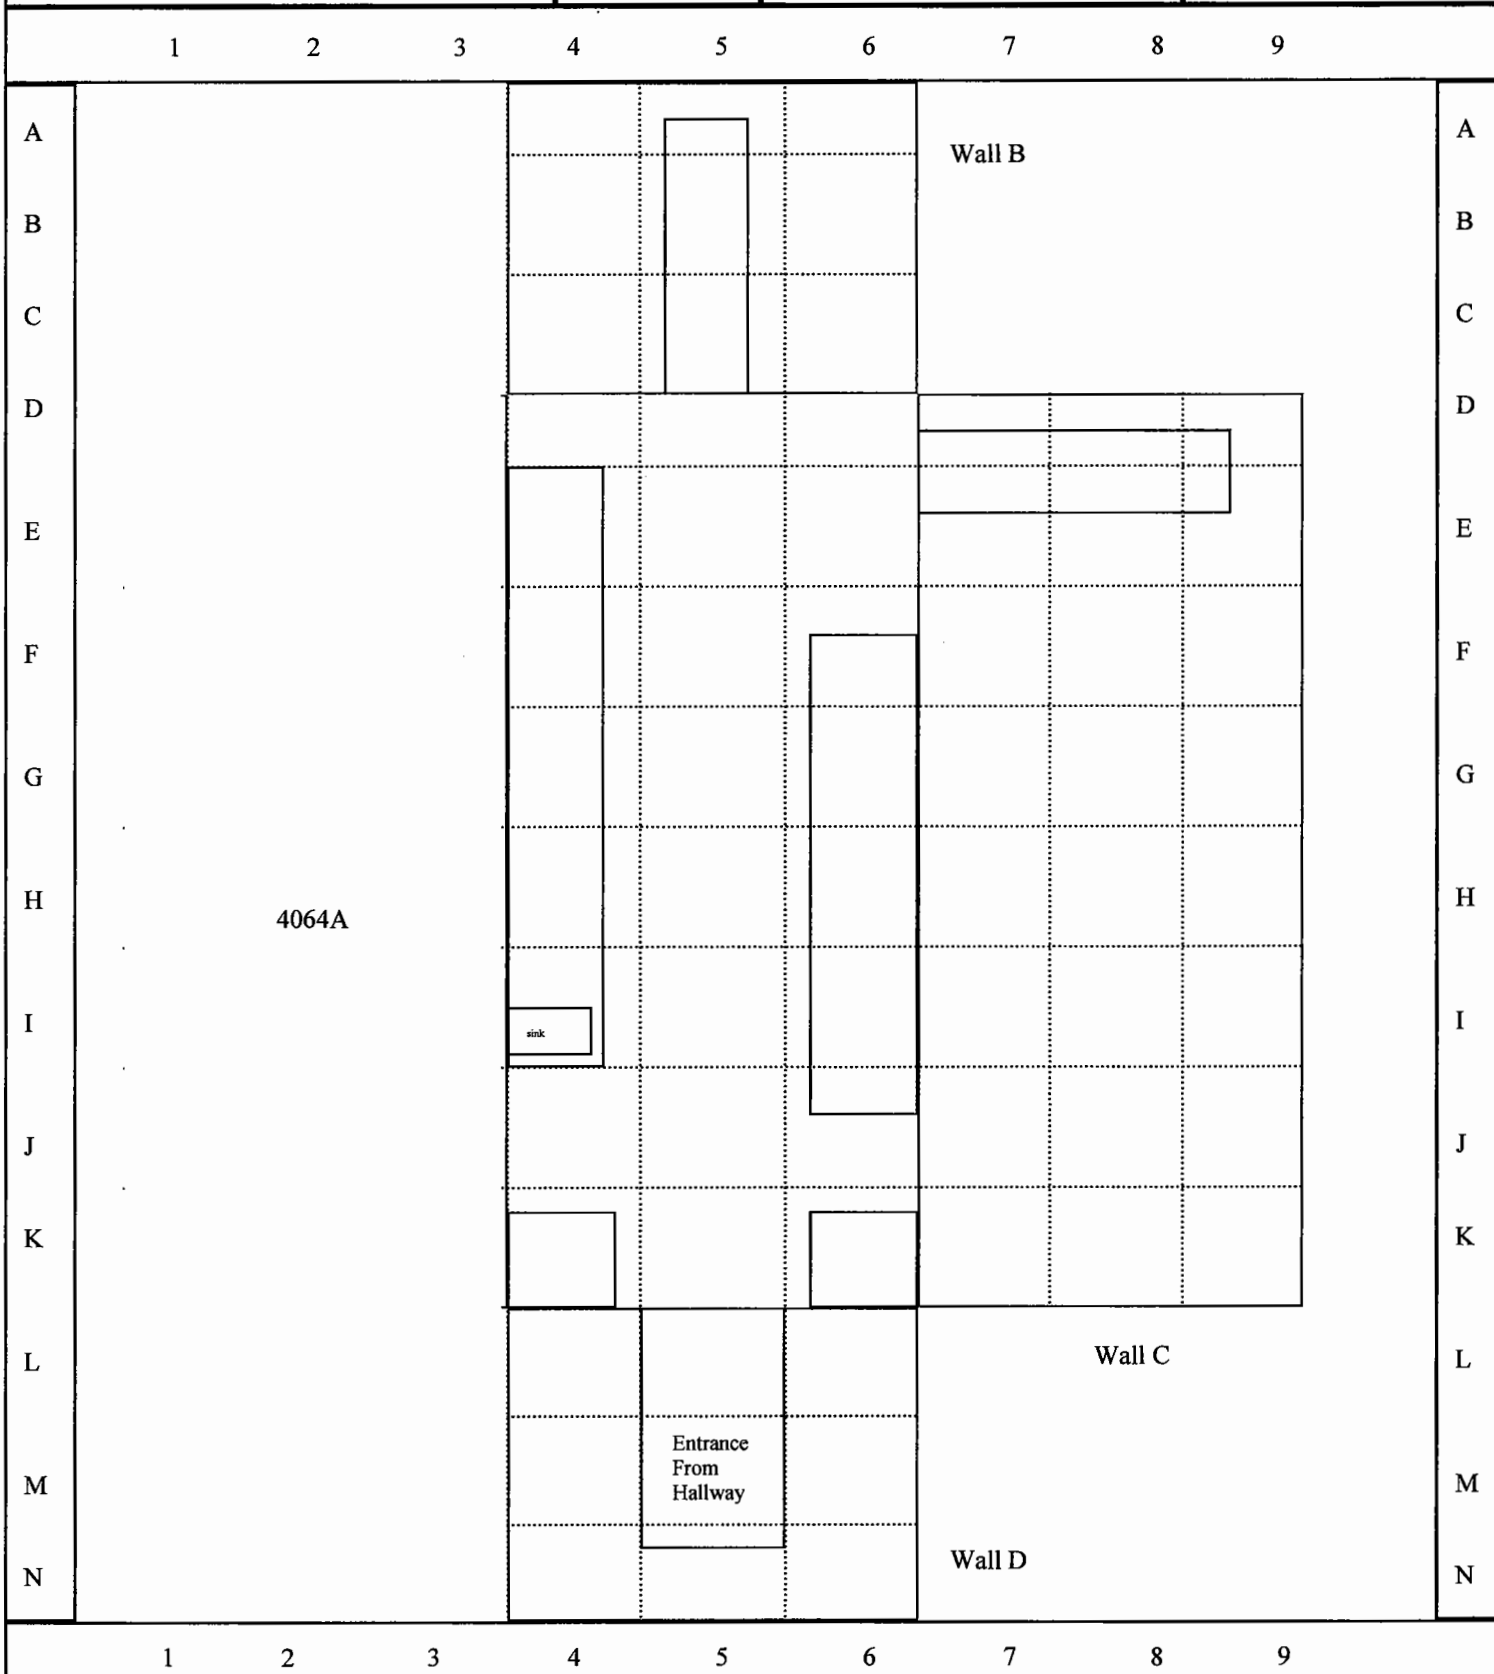 1 2 3 4 5 6 7 8 9
A A
Wall B
B B
C C
D D
E E
F F
G G
H H
4064A
I I
sink
J J
K K
L Wall C L
Entrance
From
Hallway
M M
Wall D
N N
1 2 3 4 5 6 7 8 9